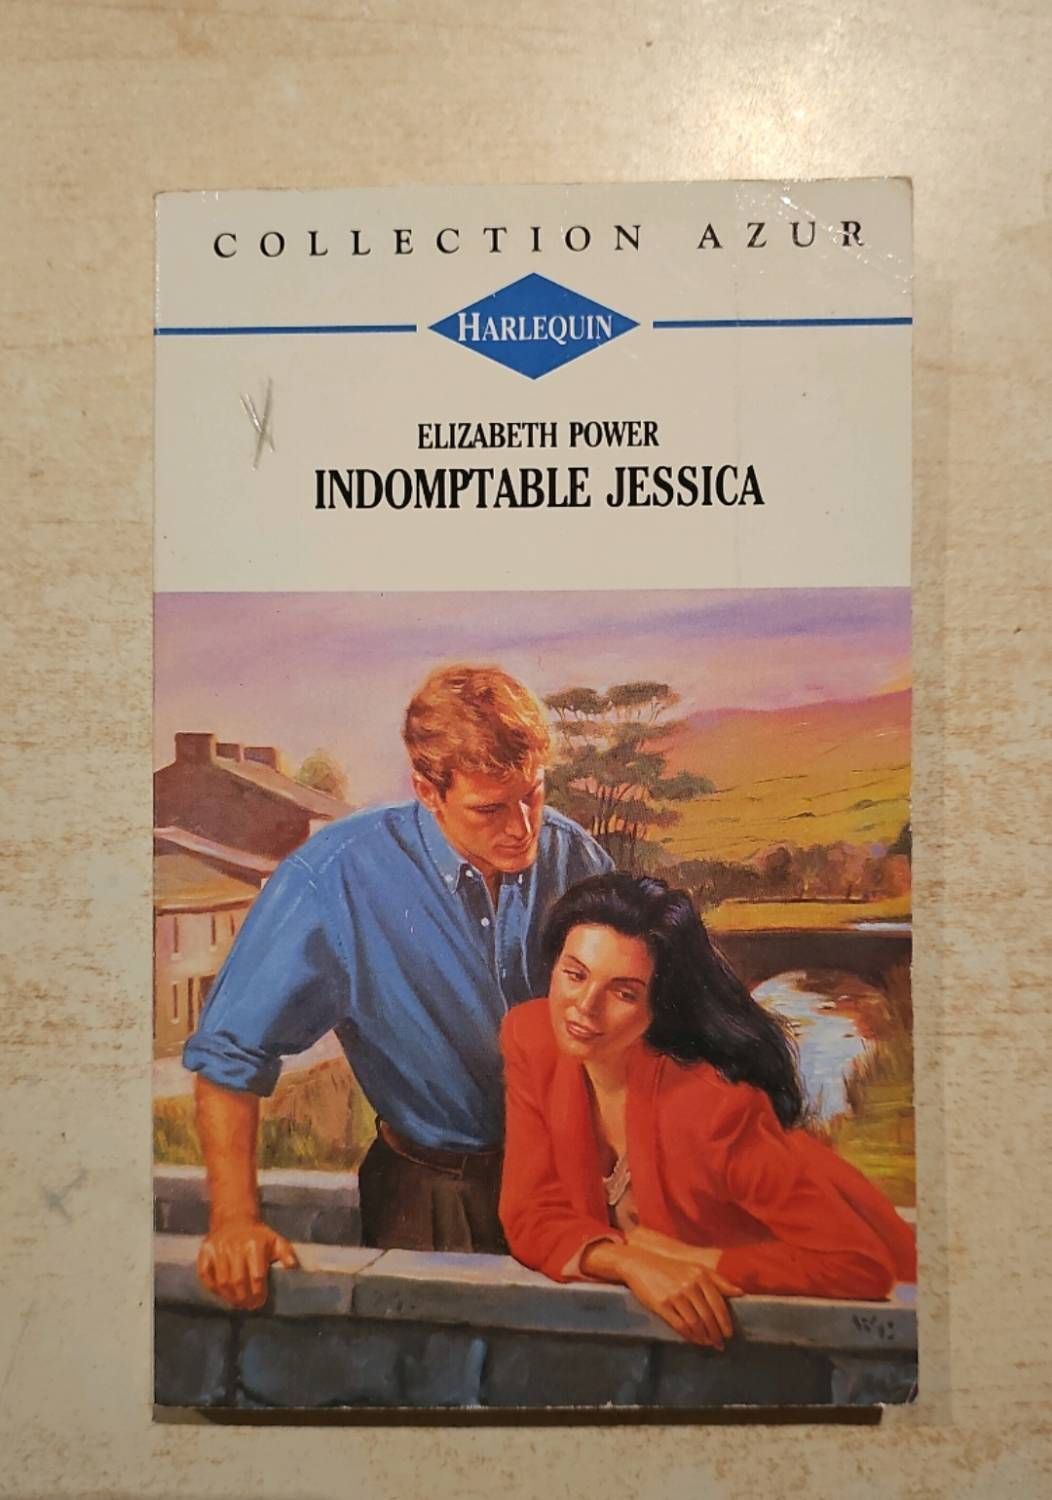 COLLECTION AZUR
HARLEQUIN
ELIZABETH POWER
INDOMPTABLE JESSICA